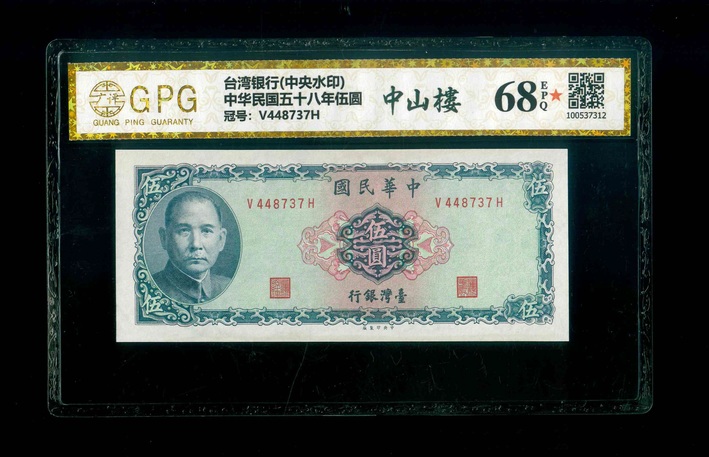 GPG
GUANG PING GUARANTY
台湾银行(中央水印)
中华民国五十八年伍圆
冠号: V448737H
中山楼
68
EPQ
100537312
國民華中
V 448737 H
V 448737 H
伍
伍
伍圓
伍
伍
行銀灣臺